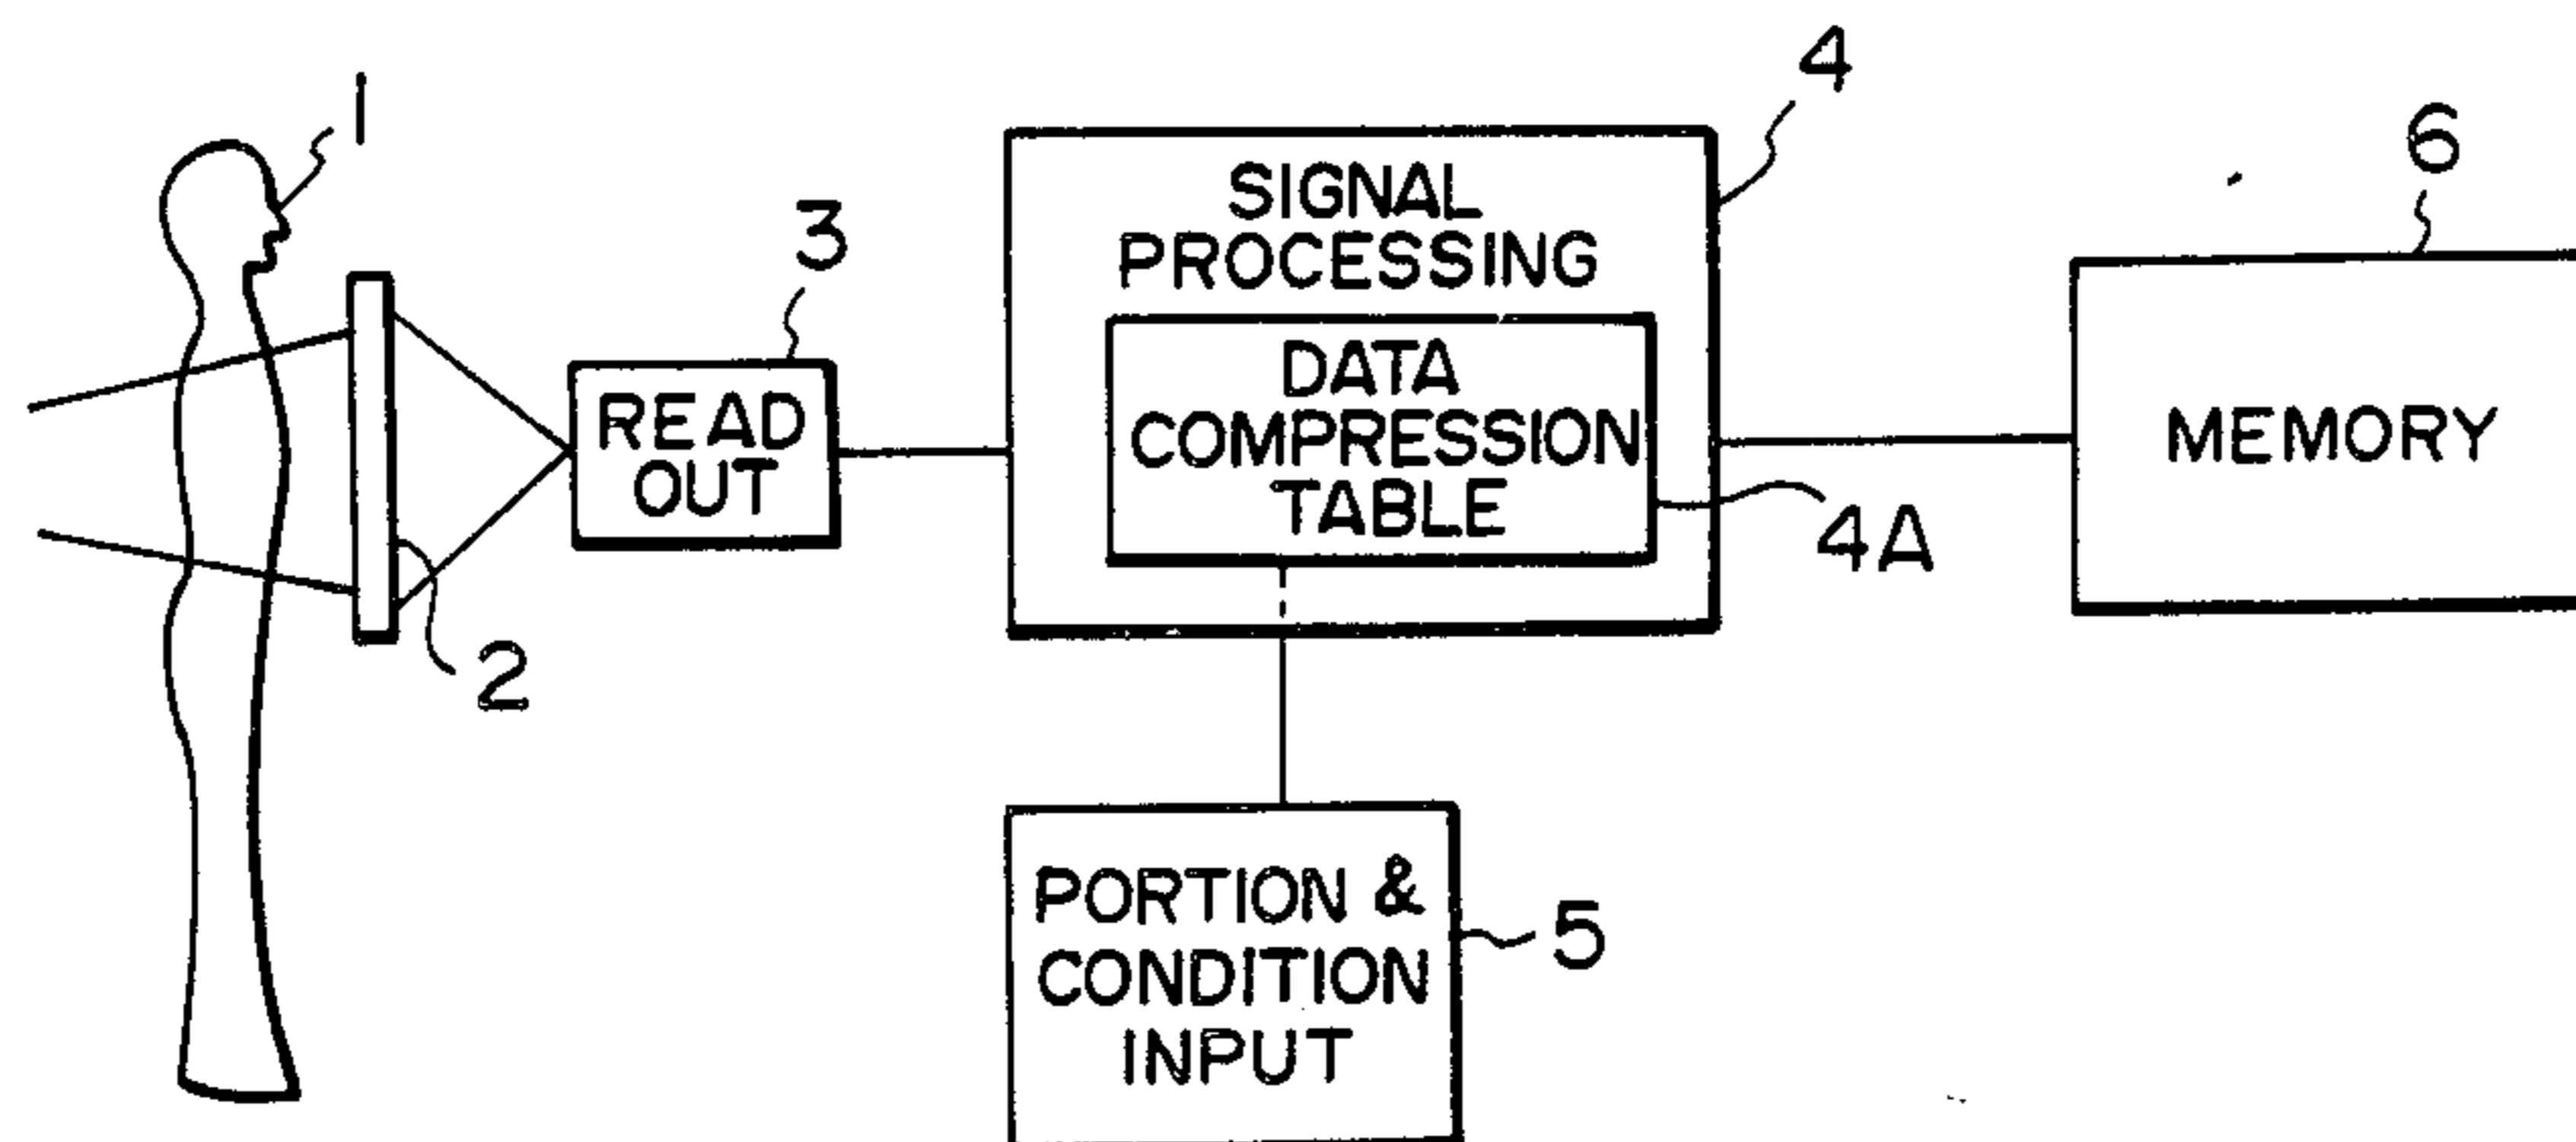 1
2
3
READ
OUT
4
SIGNAL
PROCESSING
DATA
COMPRESSION
TABLE
4A
5
PORTION &
CONDITION
INPUT
6
MEMORY